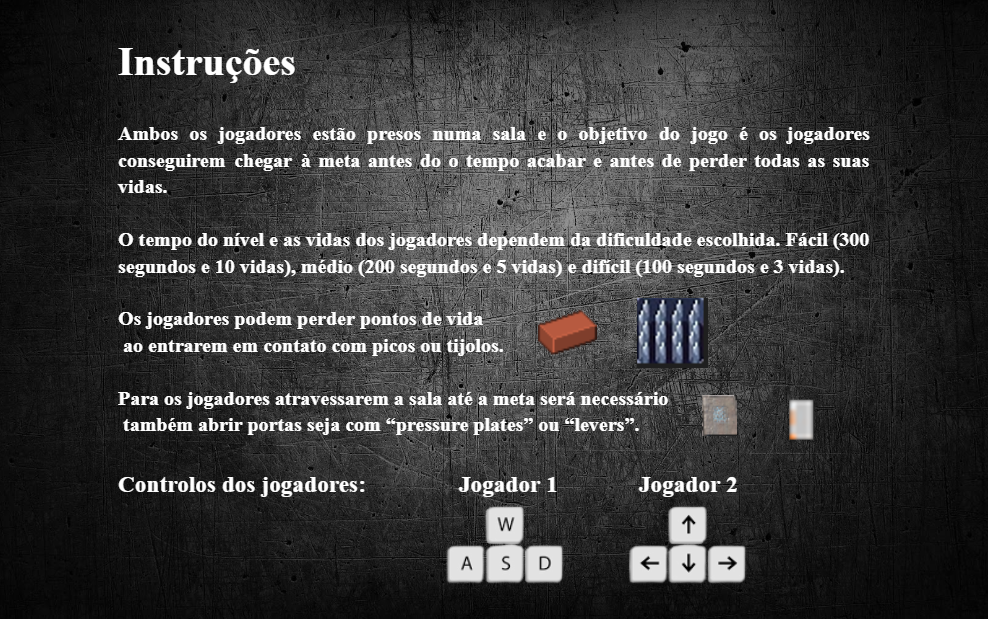 Instruções
Ambos os jogadores estão presos numa sala e o objetivo do jogo é os jogadores
conseguirem chegar à meta antes do o tempo acabar e antes de perder todas as suas
vidas.
O tempo do nível e as vidas dos jogadores dependem da dificuldade escolhida. Fácil (300
segundos e 10 vidas), médio (200 segundos e 5 vidas) e difícil (100 segundos e 3 vidas).
Os jogadores podem perder pontos de vida
ao entrarem em contato com picos ou tijolos.
Para os jogadores atravessarem a sala até a meta será necessário
também abrir portas seja com “pressure plates” ou “levers”.
Controlos dos jogadores: Jogador 1 Jogador 2
W ↑
A S D ← ↓ →